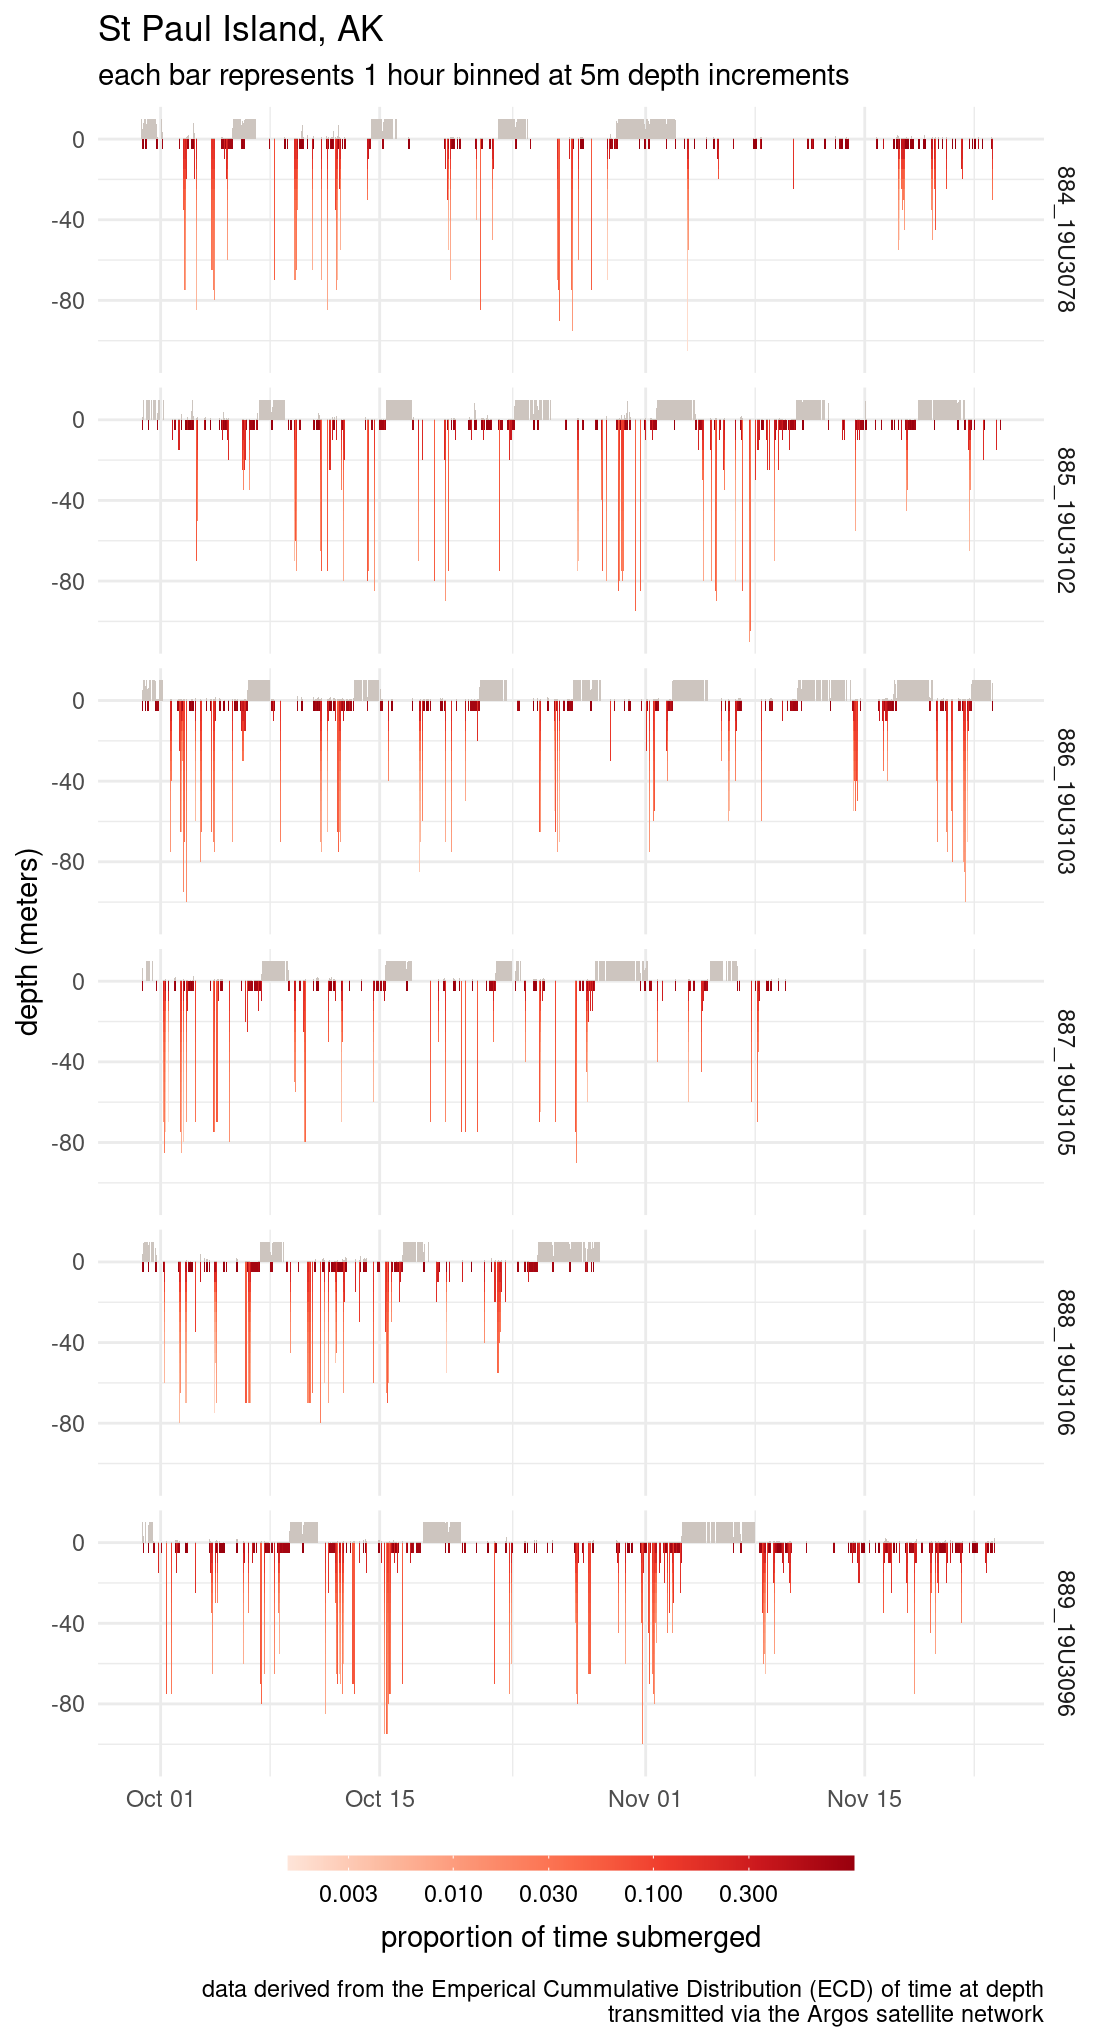 St Paul Island, AK
each bar represents 1 hour binned at 5m depth increments
0
-40
-80
884_19U3078
0
-40
-80
885_19U3102
0
-40
-80
886_19U3103
depth (meters)
0
-40
-80
887_19U3105
0
-40
-80
888_19U3106
0
-40
-80
889_19U3096
Oct 01 Oct 15 Nov 01 Nov 15
0.003 0.010 0.030 0.100 0.300
proportion of time submerged
data derived from the Emperical Cummulative Distribution (ECD) of time at depth
transmitted via the Argos satellite network